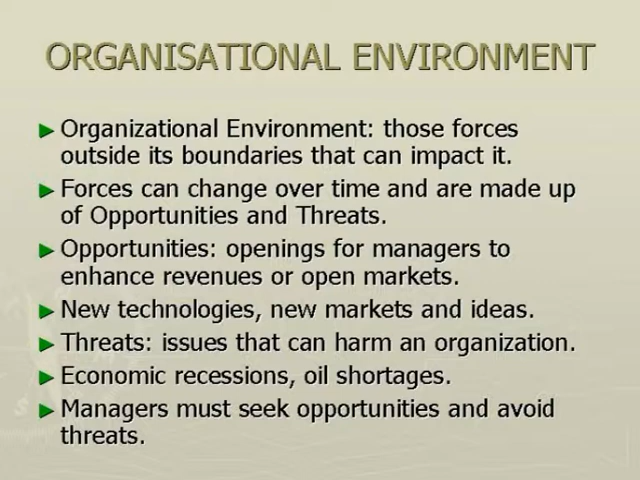 ORGANISATIONAL ENVIRONMENT
Organizational Environment: those forces
outside its boundaries that can impact it.
Forces can change over time and are made up
of Opportunities and Threats.
Opportunities: openings for managers to
enhance revenues or open markets.
New technologies, new markets and ideas.
Threats: issues that can harm an organization.
Economic recessions, oil shortages.
Managers must seek opportunities and avoid
threats.